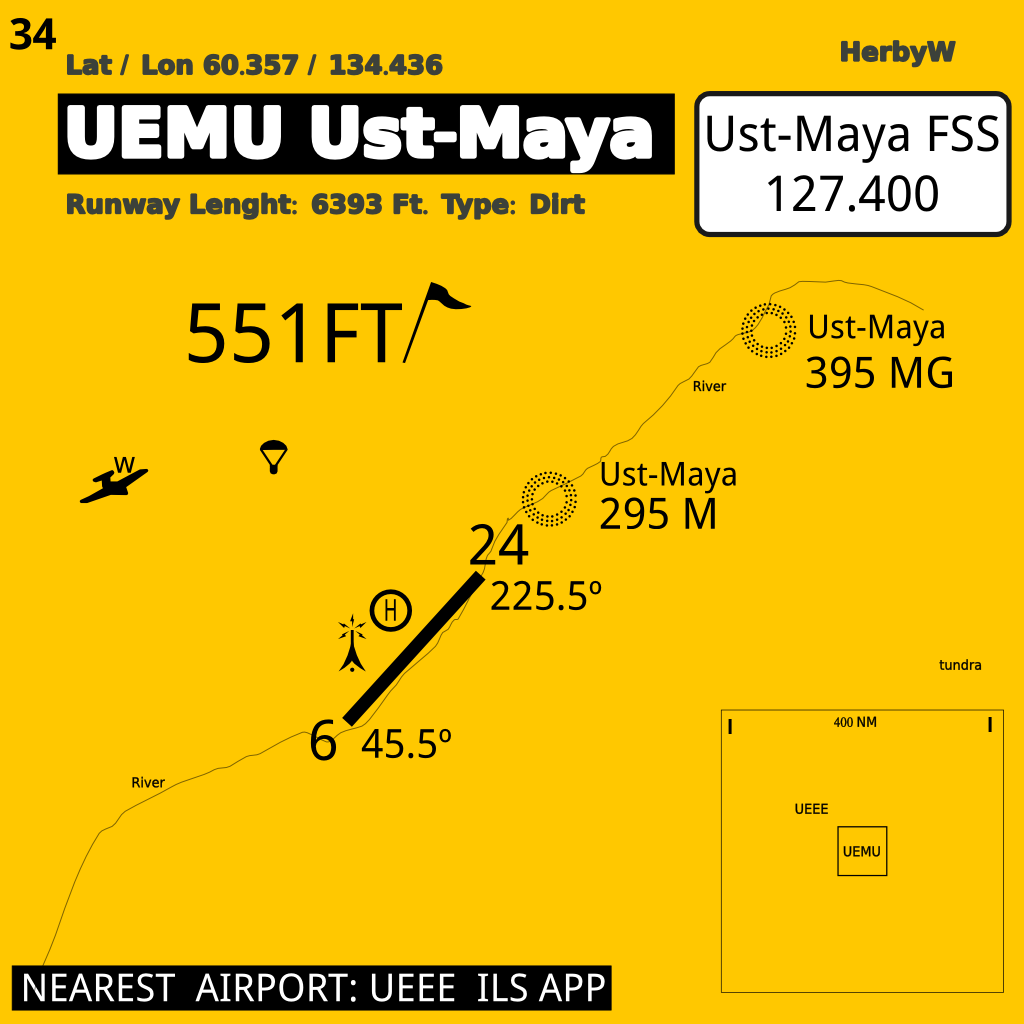 34
Lat / Lon 60.357 / 134.436
HerbyW
UEMU Ust-Maya
Ust-Maya FSS
127.400
Runway Lenght: 6393 Ft. Type: Dirt
551FT
Ust-Maya
395 MG
River
W
Ust-Maya
295 M
24
225.5º
H
6
45.5º
tundra
River
400 NM
UEEE
UEMU
NEAREST AIRPORT: UEEE ILS APP